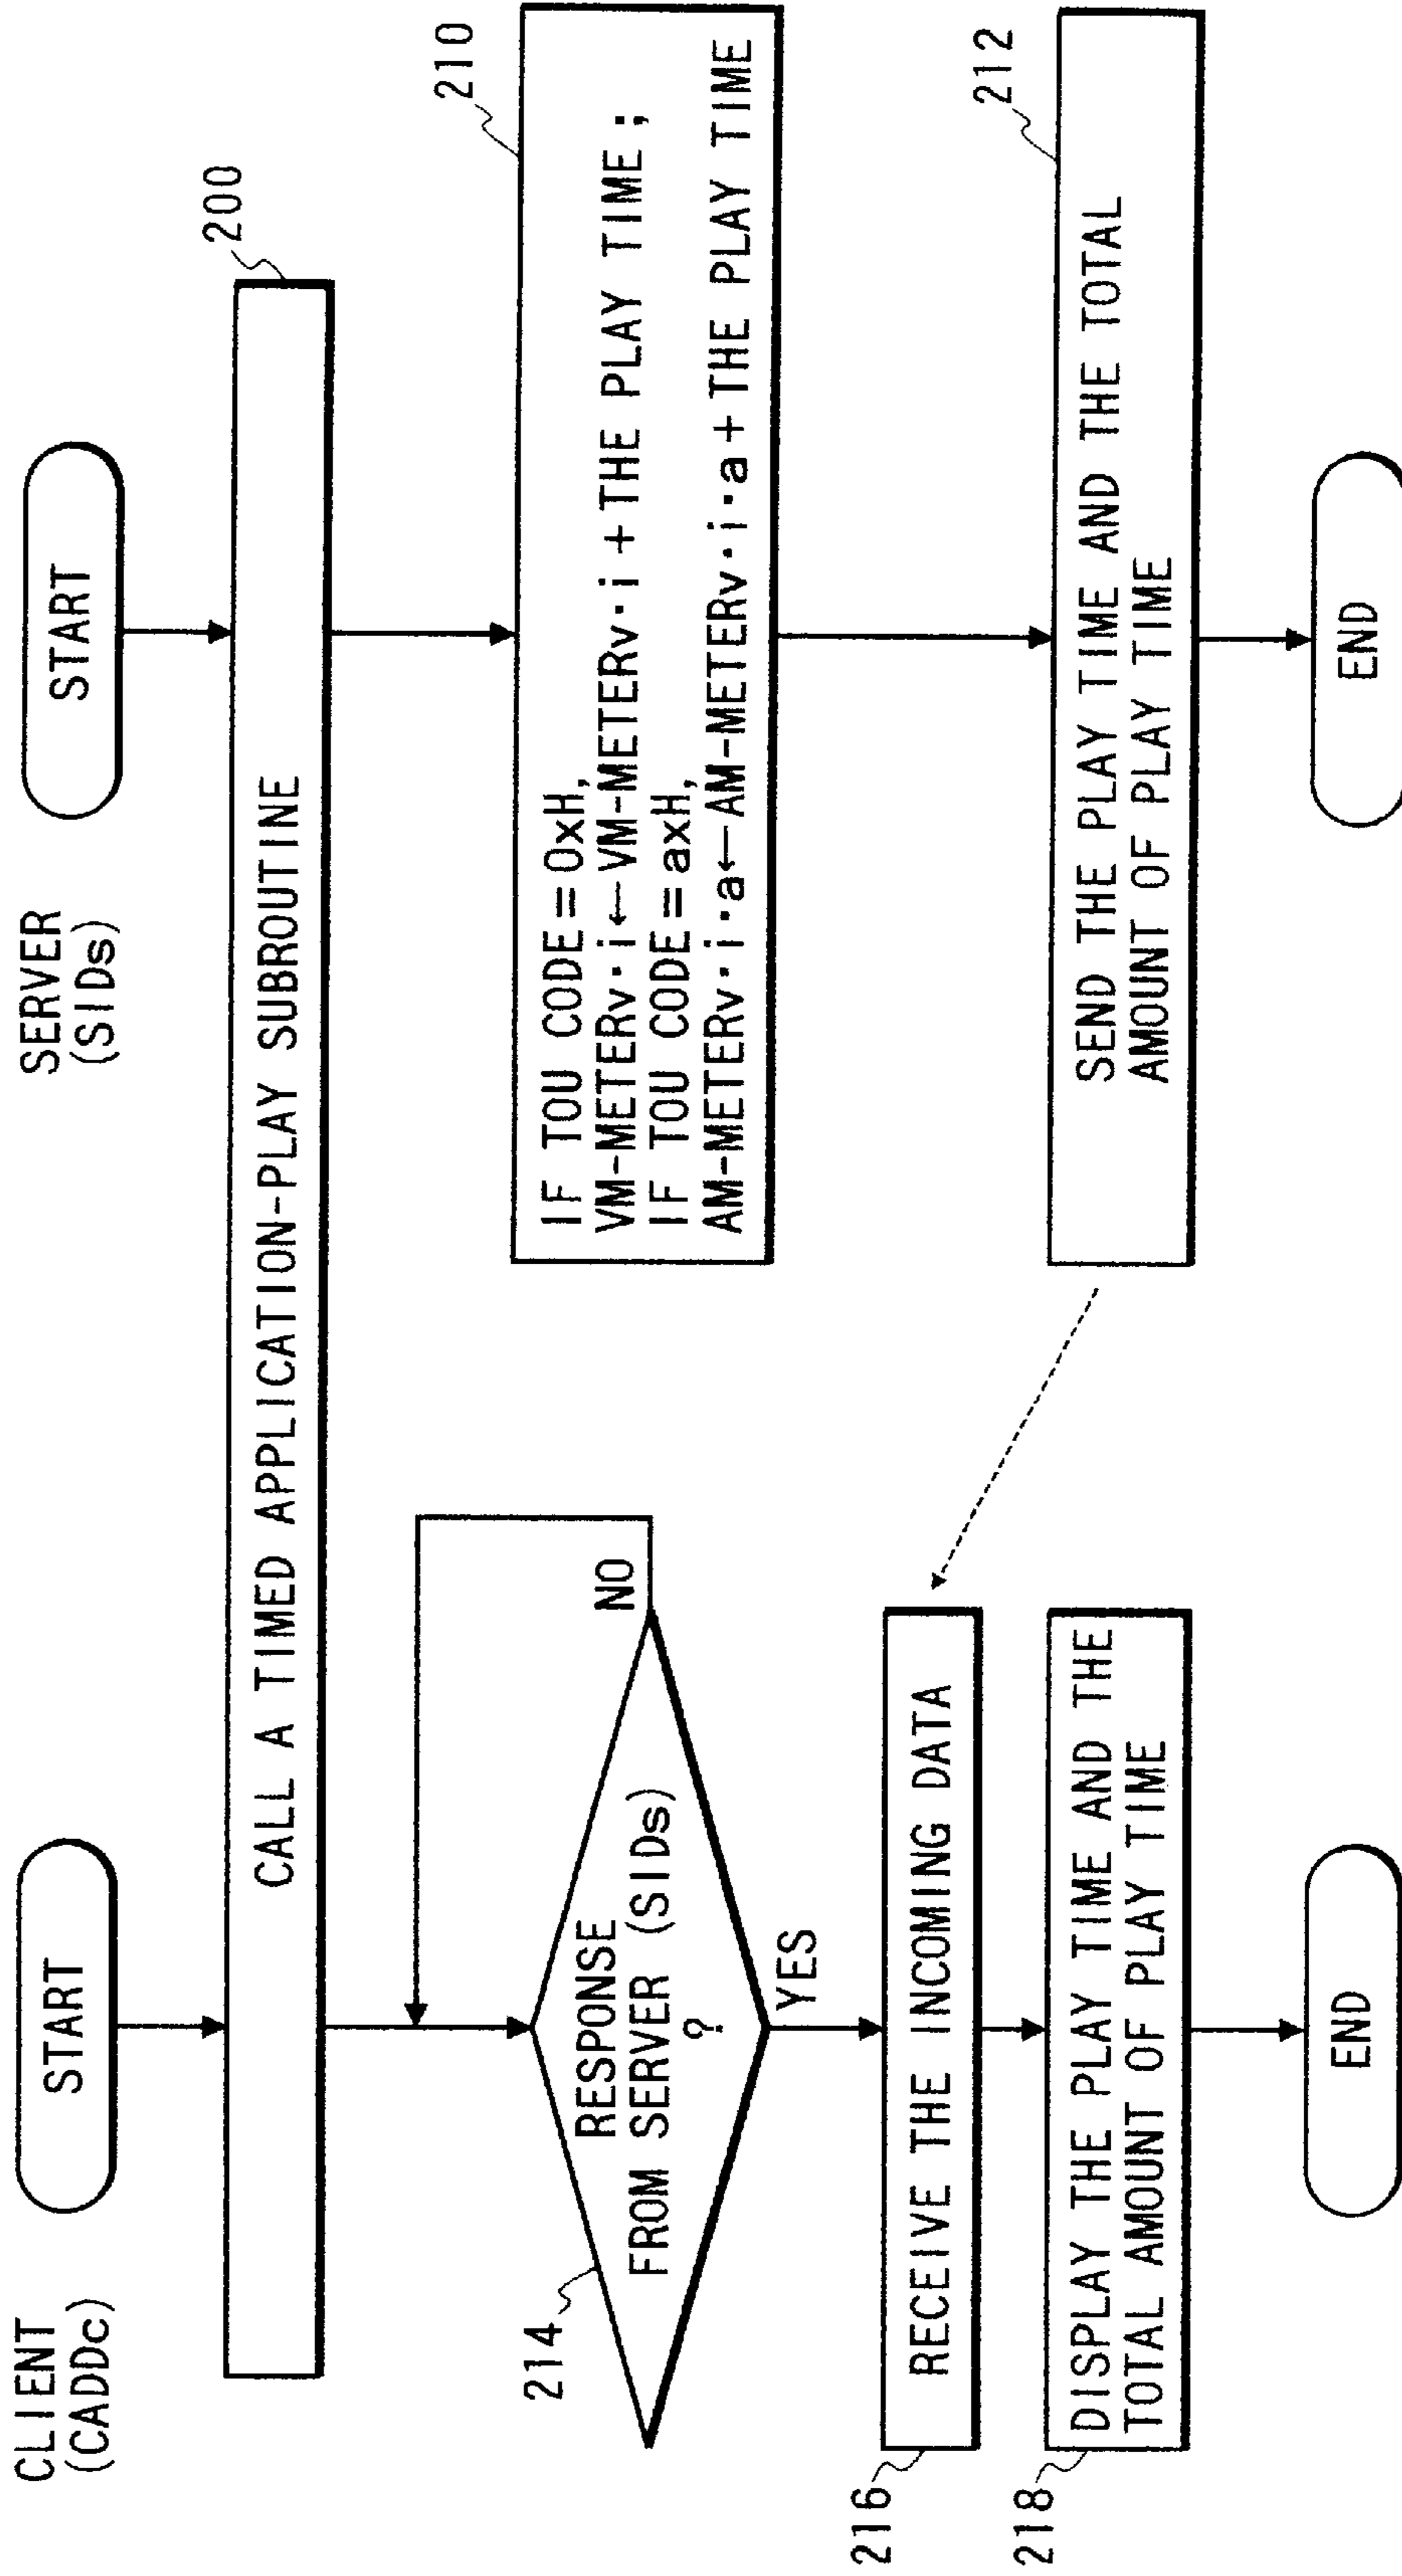 CLIENT
(CADDc)
SERVER
(SIDs)
START
START
CALL A TIMED APPLICATION-PLAY SUBROUTINE
200
214
RESPONSE
FROM SERVER (SIDs)
?
NO
YES
IF TOU CODE=0xH,
VM-METERv·i←VM-METERv·i+THE PLAY TIME;
IF TOU CODE=axH,
AM-METERv·i·a←AM-METERv·i·a+THE PLAY TIME
210
216
RECEIVE THE INCOMING DATA
218
DISPLAY THE PLAY TIME AND THE
TOTAL AMOUNT OF PLAY TIME
SEND THE PLAY TIME AND THE TOTAL
AMOUNT OF PLAY TIME
212
END
END